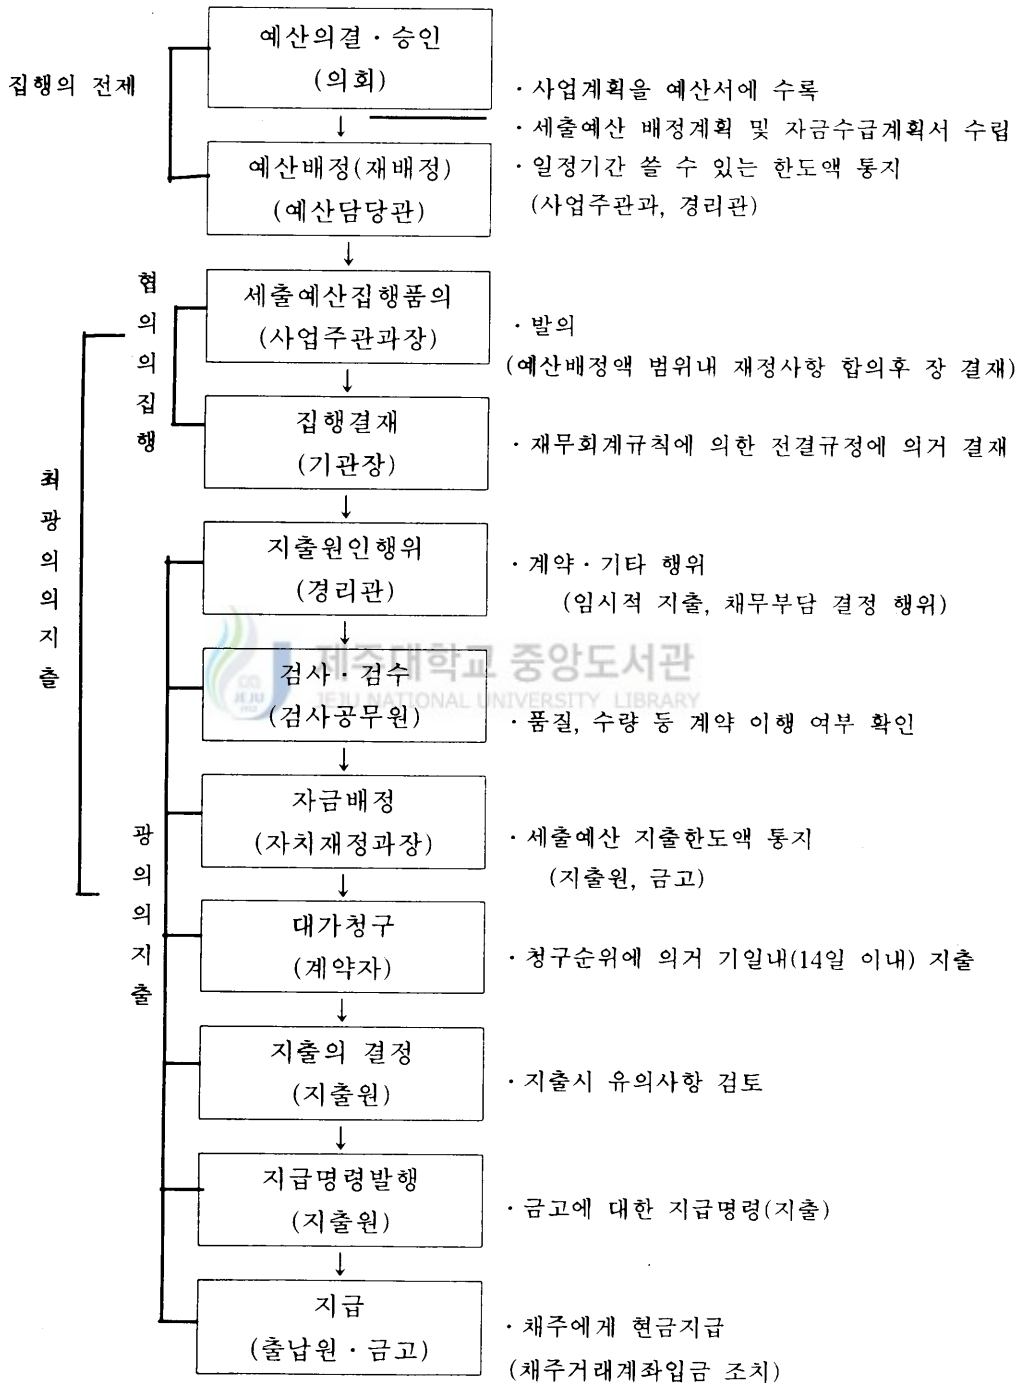 예산의결·승인
(의회)
집행의 전제
·사업계획을 예산서에 수록
·세출예산 배정계획 및 자금수급계획서 수립
·일정기간 쓸 수 있는 한도액 통지
(사업주관과, 경리관)
예산배정(재배정)
(예산담당관)
협의의집행
세출예산집행품의
(사업주관과장)
·발의
(예산배정액 범위내 재정사항 합의후 장 결재)
집행결재
(기관장)
·재무회계규칙에 의한 전결규정에 의거 결재
최광의의지출
지출원인행위
(경리관)
·계약·기타 행위
(임시적 지출, 채무부담 결정 행위)
제주대학교 중앙도서관
JEJU NATIONAL UNIVERSITY LIBRARY
JEJU
1952
검사·검수
(검사공무원)
·품질, 수량 등 계약 이행 여부 확인
광의의지출
자금배정
(자치재정과장)
·세출예산 지출한도액 통지
(지출원, 금고)
대가청구
(계약자)
·청구순위에 의거 기일내(14일 이내) 지출
지출의 결정
(지출원)
·지출시 유의사항 검토
지급명령발행
(지출원)
·금고에 대한 지급명령(지출)
지급
(출납원·금고)
·채주에게 현금지급
(채주거래계좌입금 조치)